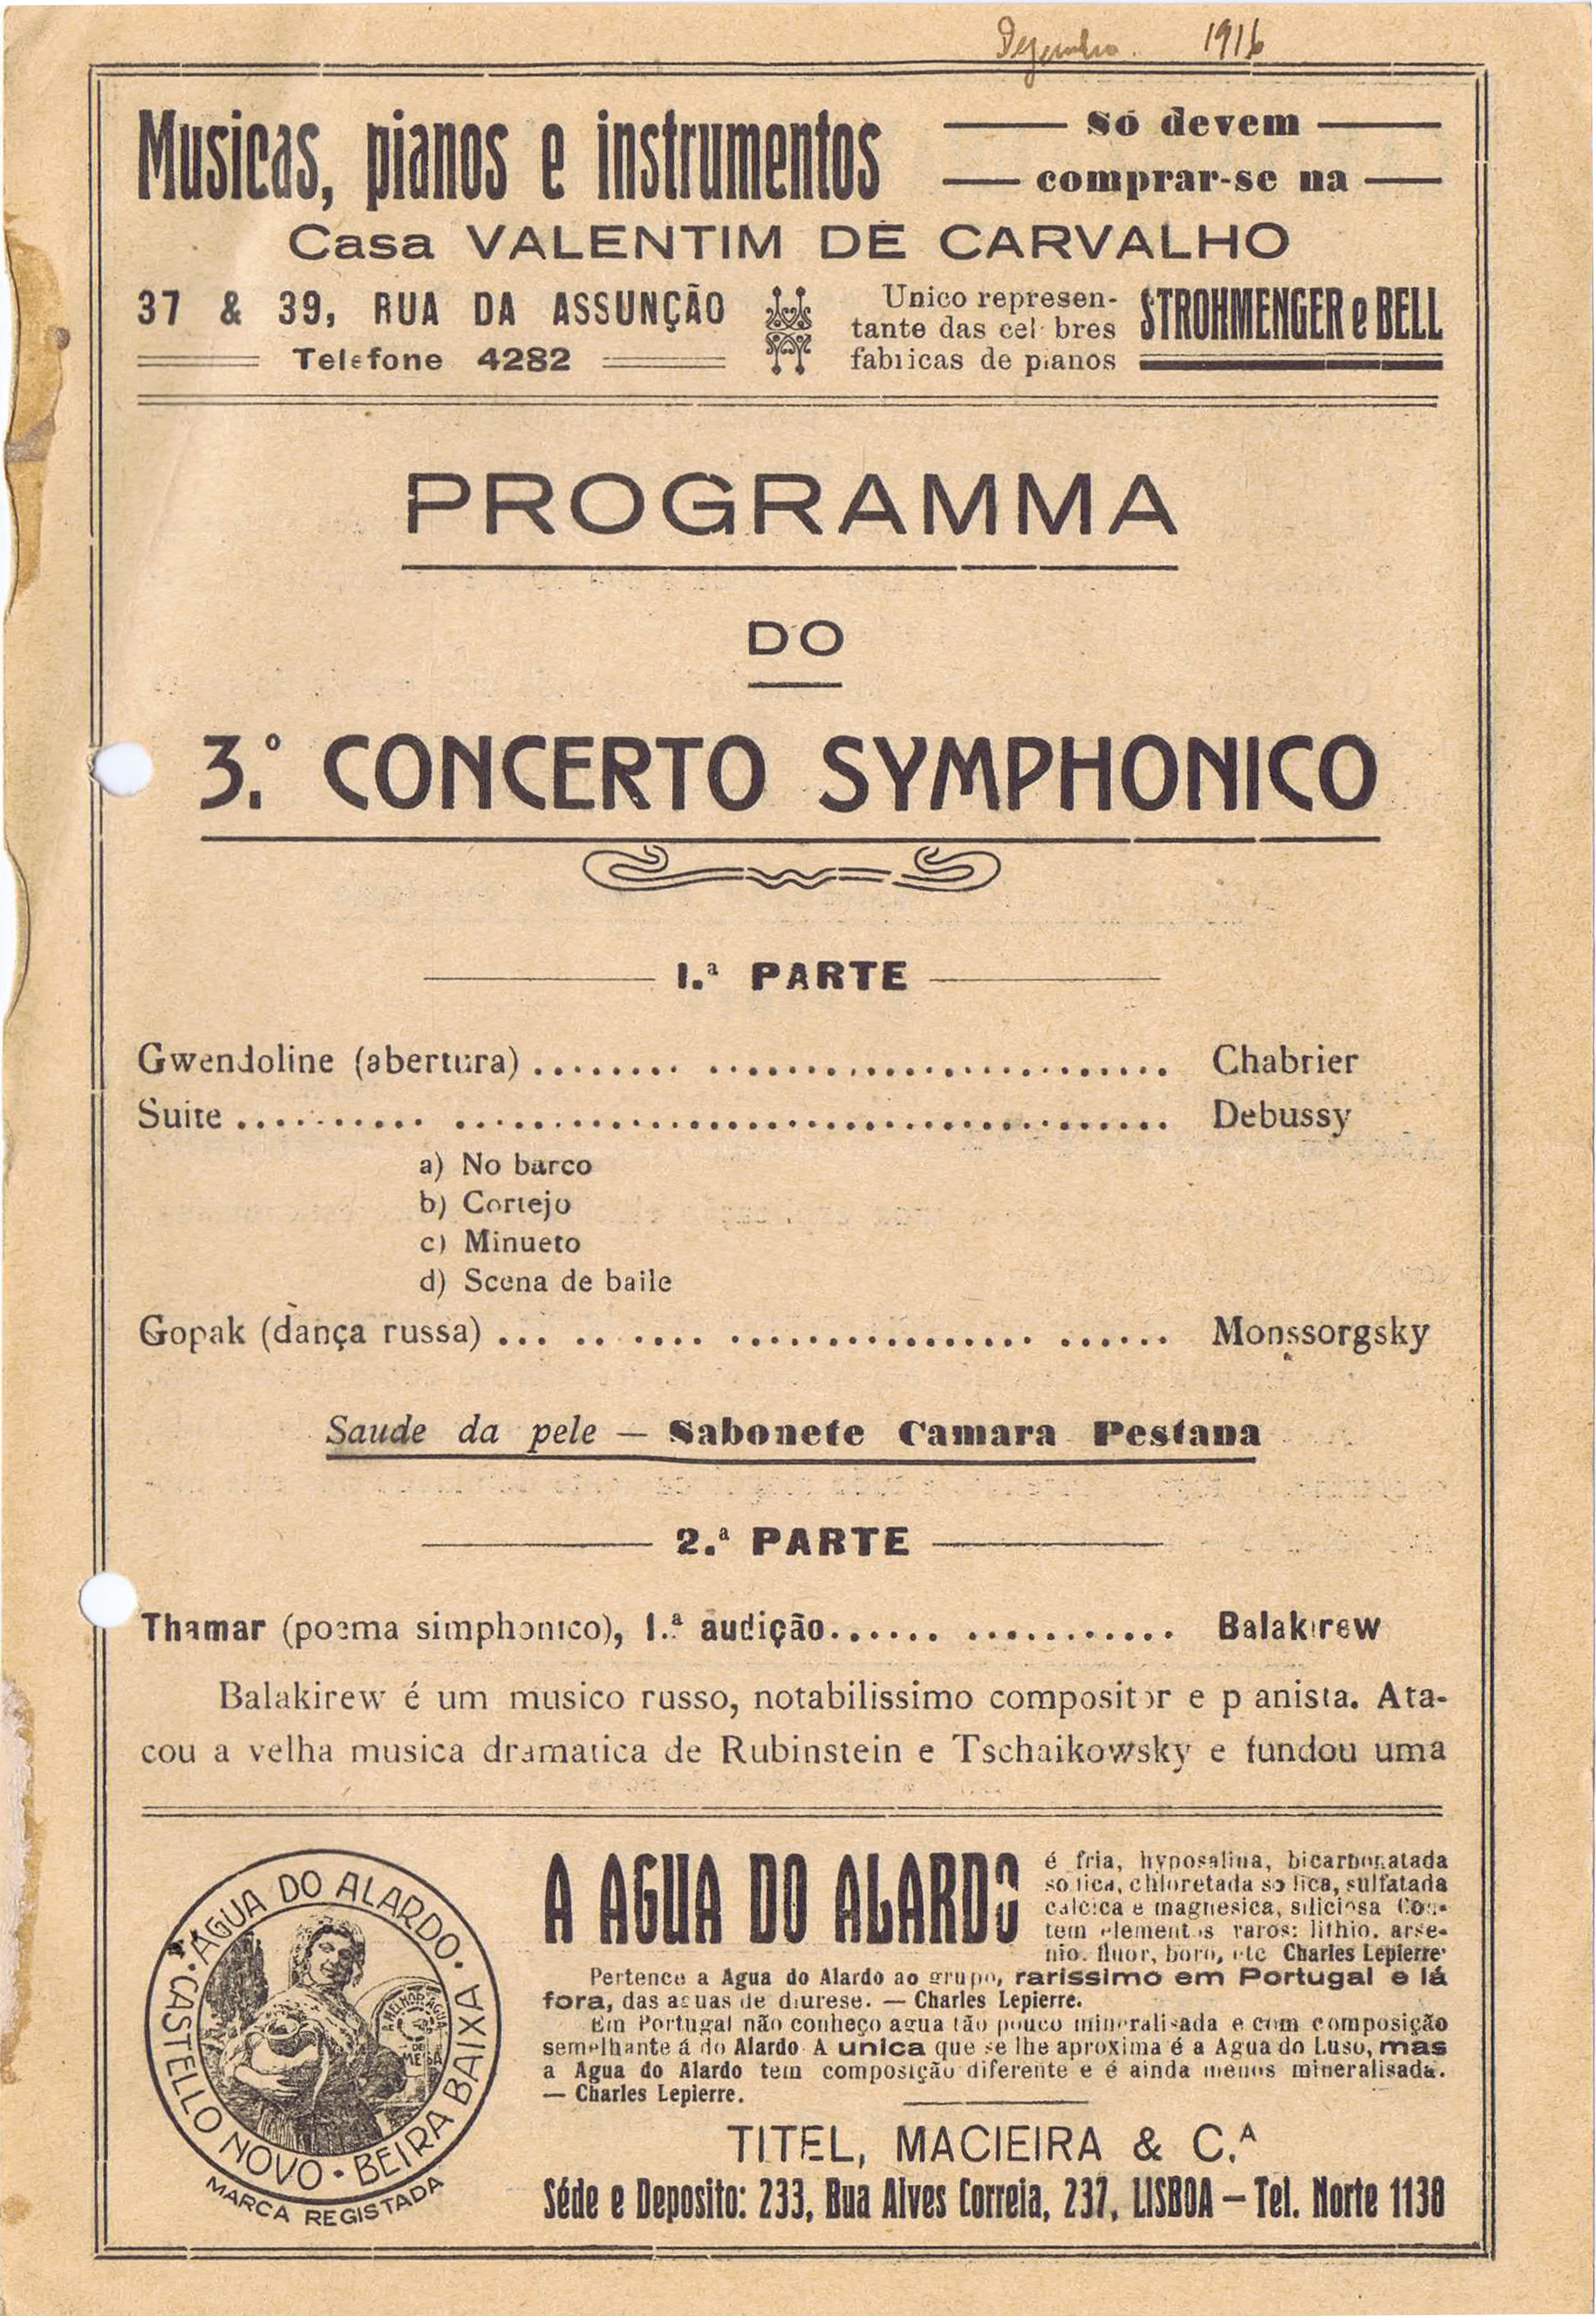 Dezembro. 1916
Musicas, pianos e instrumentos
Só devem
comprar-se na
Casa VALENTIM DE CARVALHO
37 & 39, RUA DA ASSUNÇÃO
Telefone 4282
Unico represen-
tante das celebres
fabricas de pianos
STROHMENGER e BELL
PROGRAMMA
DO
3.º CONCERTO SYMPHONICO
1.ª PARTE
Gwendoline (abertura) ........ ........................ Chabrier
Suite .......... ..................................... Debussy
a) No barco
b) Cortejo
c) Minueto
d) Scena de baile
Gopak (dança russa) ... .. .... ................ ...... Monssorgsky
Saude da pele — Sabonete Camara Pestana
2.ª PARTE
Thamar (poema simphonico), 1.ª audição...... ........... Balakirew
Balakirew é um musico russo, notabilissimo compositor e pianista. Ata-
cou a velha musica dramatica de Rubinstein e Tschaikowsky e fundou uma
AGUA DO ALARDO
CASTELLO NOVO · BEIRA BAIXA
A MELHOR AGUA
DE
MESA
MARCA REGISTADA
A AGUA DO ALARDO
é fria, hyposalina, bicarbonatada
sodica, chloretada sodica, sulfatada
calcica e magnesica, siliciosa Con-
tem elementos raros: lithio, arse-
nio, fluor, boro, etc Charles Lepierre
Pertence a Agua do Alardo ao grupo, rarissimo em Portugal e lá
fora, das aguas de diurese. — Charles Lepierre.
Em Portugal não conheço agua tão pouco mineralisada e com composição
semelhante á do Alardo A unica que se lhe aproxima é a Agua do Luso, mas
a Agua do Alardo tem composição diferente e é ainda menos mineralisada.
— Charles Lepierre.
TITEL, MACIEIRA & C.ª
Séde e Deposito: 233, Rua Alves Correia, 237, LISBOA — Tel. Norte 1138